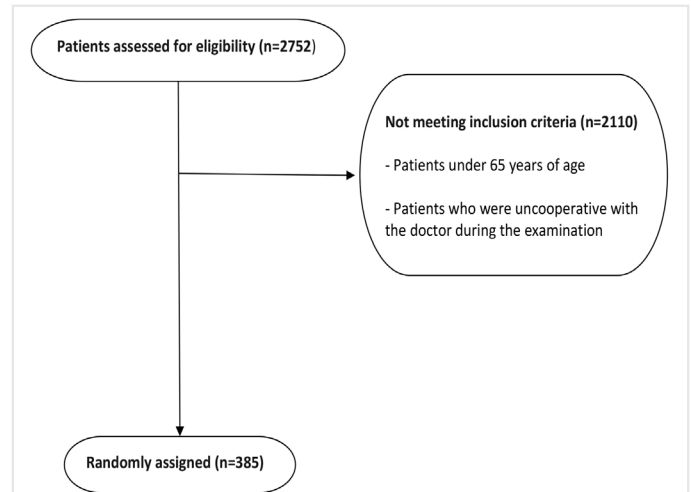 Patients assessed for eligibility (n=2752)
Not meeting inclusion criteria (n=2110)
- Patients under 65 years of age
- Patients who were uncooperative with
the doctor during the examination
Randomly assigned (n=385)